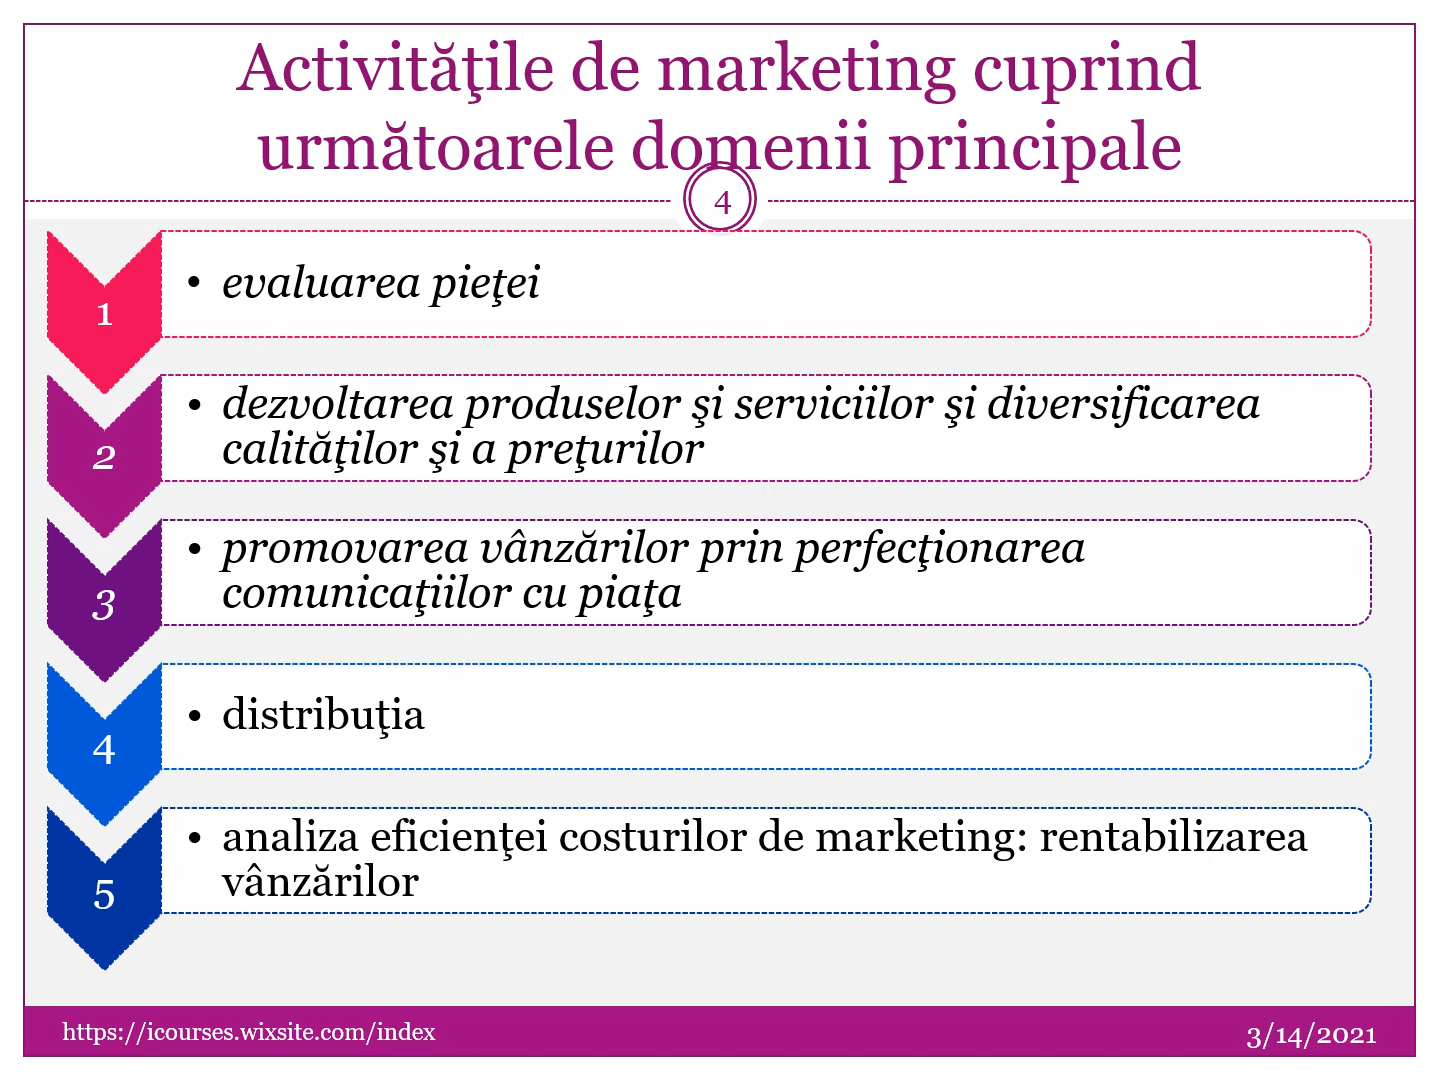 Activităţile de marketing cuprind
următoarele domenii principale
4
1
• evaluarea pieţei
2
• dezvoltarea produselor şi serviciilor şi diversificarea
calităţilor şi a preţurilor
3
• promovarea vânzărilor prin perfecţionarea
comunicaţiilor cu piaţa
4
• distribuţia
5
• analiza eficienţei costurilor de marketing: rentabilizarea
vânzărilor
https://icourses.wixsite.com/index
3/14/2021